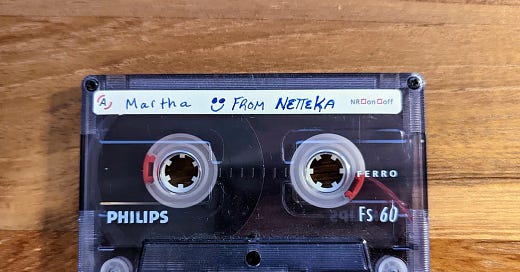 A Martha FROM NETTEKA NR on off
FERRO
PHILIPS Fs 60